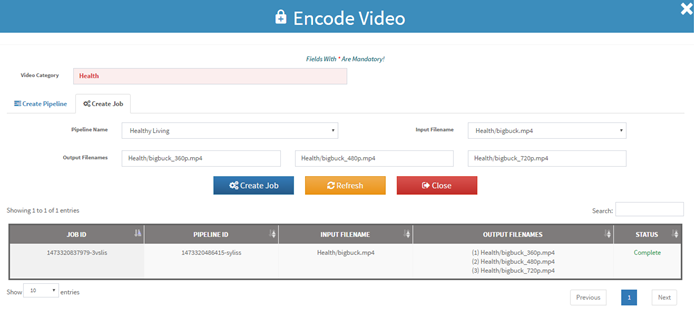 Encode Video
Fields With * Are Mandatory!
Video Category Health
Create Pipeline Create Job
Pipeline Name Healthy Living Input Filename Health/bigbuck.mp4
Output Filenames Health/bigbuck_360p.mp4 Health/bigbuck_480p.mp4 Health/bigbuck_720p.mp4
Create Job Refresh Close
Showing 1 to 1 of 1 entries Search:
JOB ID PIPELINE ID INPUT FILENAME OUTPUT FILENAMES STATUS
1473320837979-3vslis 1473320486415-syliss Health/bigbuck.mp4 (1) Health/bigbuck_360p.mp4 Complete
(2) Health/bigbuck_480p.mp4
(3) Health/bigbuck_720p.mp4
Show 10 entries Previous 1 Next